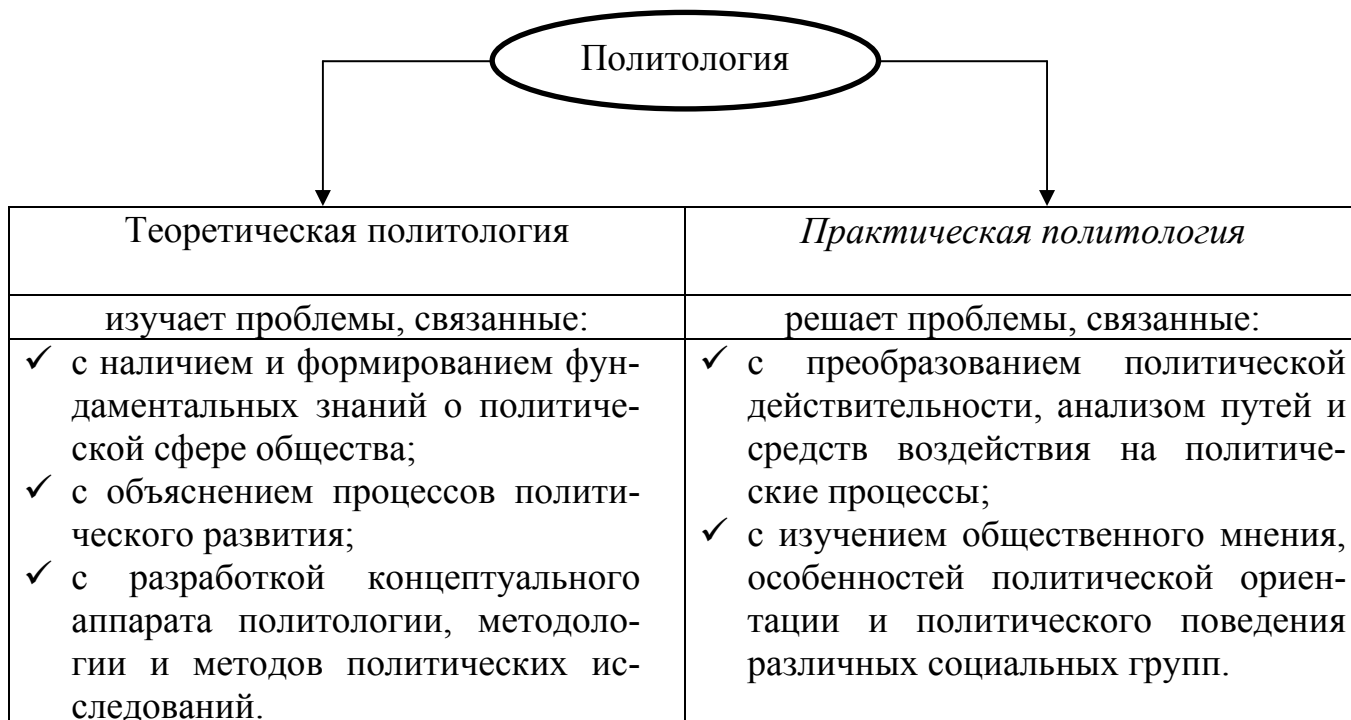 Политология
Теоретическая политология
Практическая политология
изучает проблемы, связанные:
решает проблемы, связанные:
✓ с наличием и формированием фун-
даментальных знаний о политиче-
ской сфере общества;
✓ с объяснением процессов полити-
ческого развития;
✓ с разработкой концептуального
аппарата политологии, методоло-
гии и методов политических ис-
следований.
✓ с преобразованием политической
действительности, анализом путей и
средств воздействия на политиче-
ские процессы;
✓ с изучением общественного мнения,
особенностей политической ориен-
тации и политического поведения
различных социальных групп.